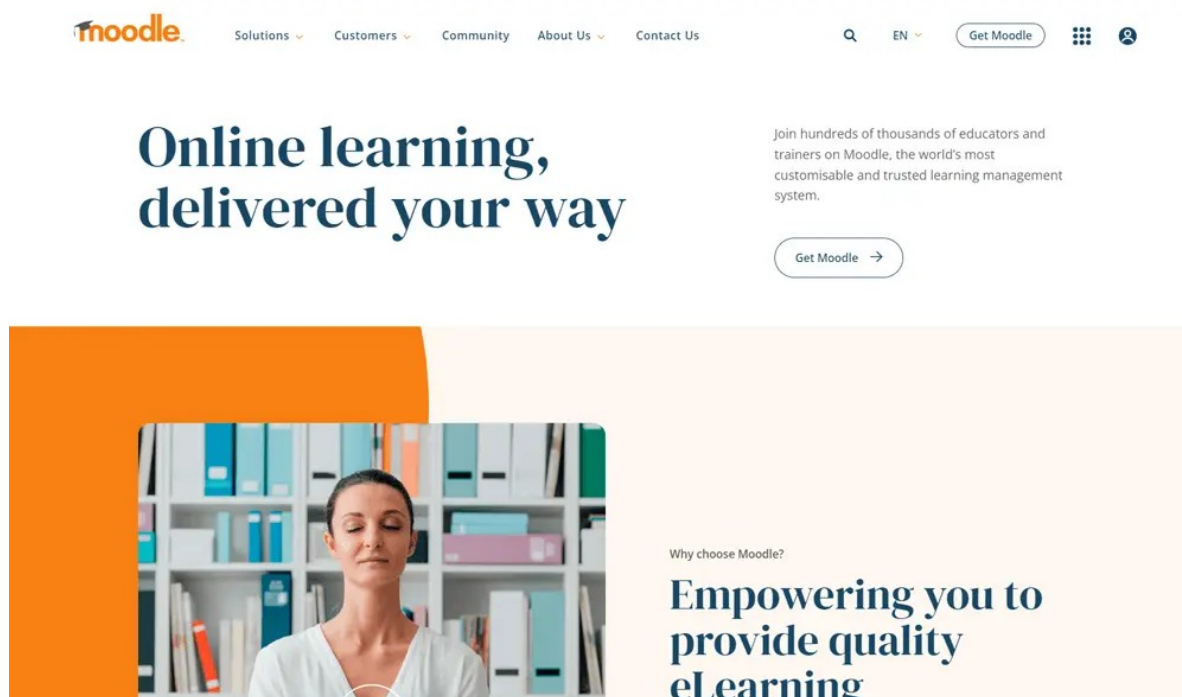 moodle
Solutions
Customers
Community
About Us
Contact Us
EN
Get Moodle
Online learning,
delivered your way
Join hundreds of thousands of educators and
trainers on Moodle, the world's most
customisable and trusted learning management
system.
Get Moodle
Why choose Moodle?
Empowering you to
provide quality
eLearning